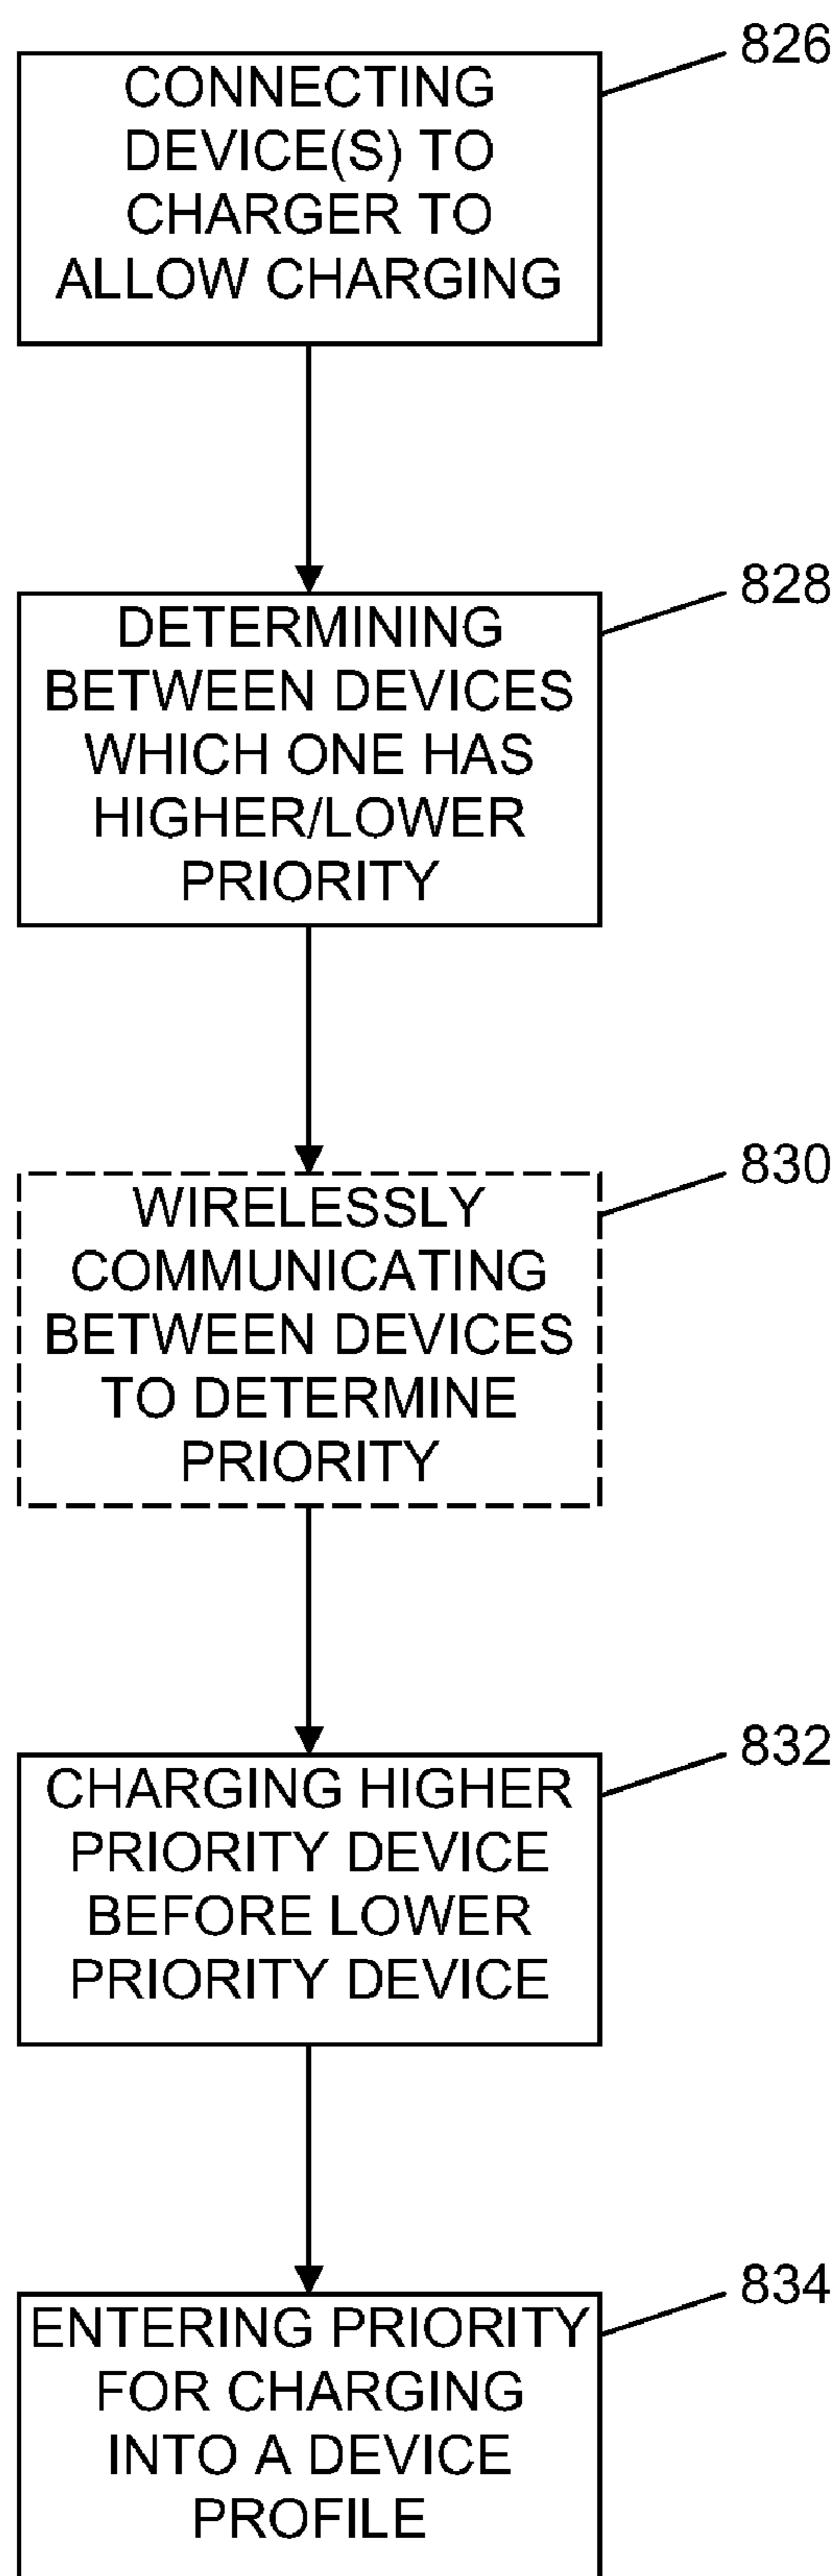 826
CONNECTING
DEVICE(S) TO
CHARGER TO
ALLOW CHARGING
828
DETERMINING
BETWEEN DEVICES
WHICH ONE HAS
HIGHER/LOWER
PRIORITY
830
WIRELESSLY
COMMUNICATING
BETWEEN DEVICES
TO DETERMINE
PRIORITY
832
CHARGING HIGHER
PRIORITY DEVICE
BEFORE LOWER
PRIORITY DEVICE
834
ENTERING PRIORITY
FOR CHARGING
INTO A DEVICE
PROFILE